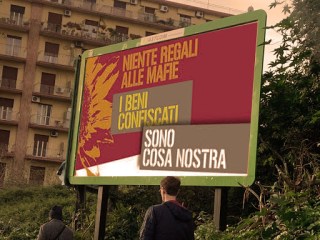 NIENTE REGALI
ALLE MAFIE
I BENI
CONFISCATI
SONO
COSA NOSTRA